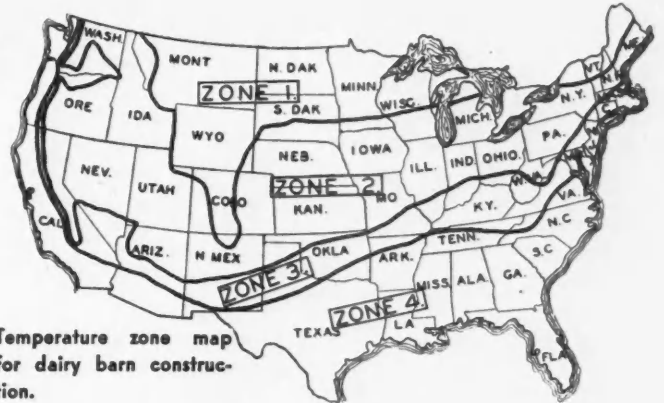 WASH.
MONT
N. DAK
MINN.
ZONE 1.
ORE
IDA
S. DAK
WISC.
MICH.
N.Y.
VT.
N.H.
ME.
WYO
NEB.
IOWA
PA.
NEV.
UTAH
COLO
ZONE 2.
ILL.
IND.
OHIO.
W.VA.
KAN.
MO
KY.
VA.
CAL.
ARIZ.
N MEX
OKLA
ARK.
TENN.
N.C
S.C
ZONE 3.
ZONE 4.
MISS.
ALA.
GA.
TEXAS
LA
FLA
Temperature zone map
for dairy barn construc-
tion.